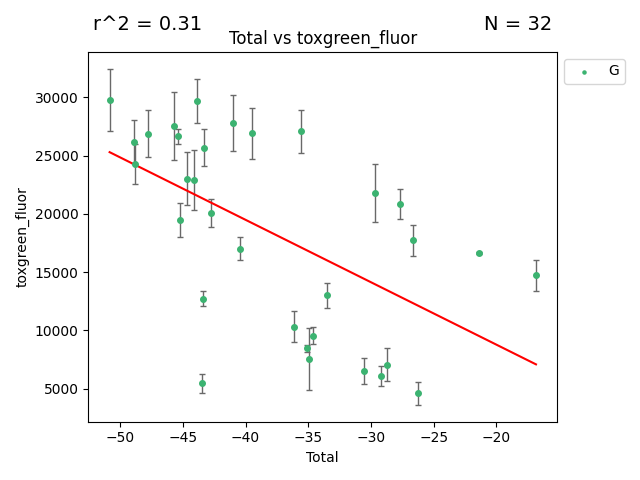 r^2 = 0.31
N = 32
Total vs toxgreen_fluor
G
30000
25000
20000
15000
10000
5000
toxgreen_fluor
−50
−45
−40
−35
−30
−25
−20
Total